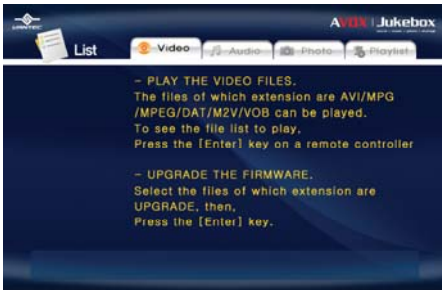 VANTEC
AVOX | Jukebox
List
Video
Audio
Photo
Playlist
– PLAY THE VIDEO FILES.
The files of which extension are AVI/MPG
/MPEG/DAT/M2V/VOB can be played.
To see the file list to play,
Press the [Enter] key on a remote controller
– UPGRADE THE FIRMWARE.
Select the files of which extension are
UPGRADE, then,
Press the [Enter] key.